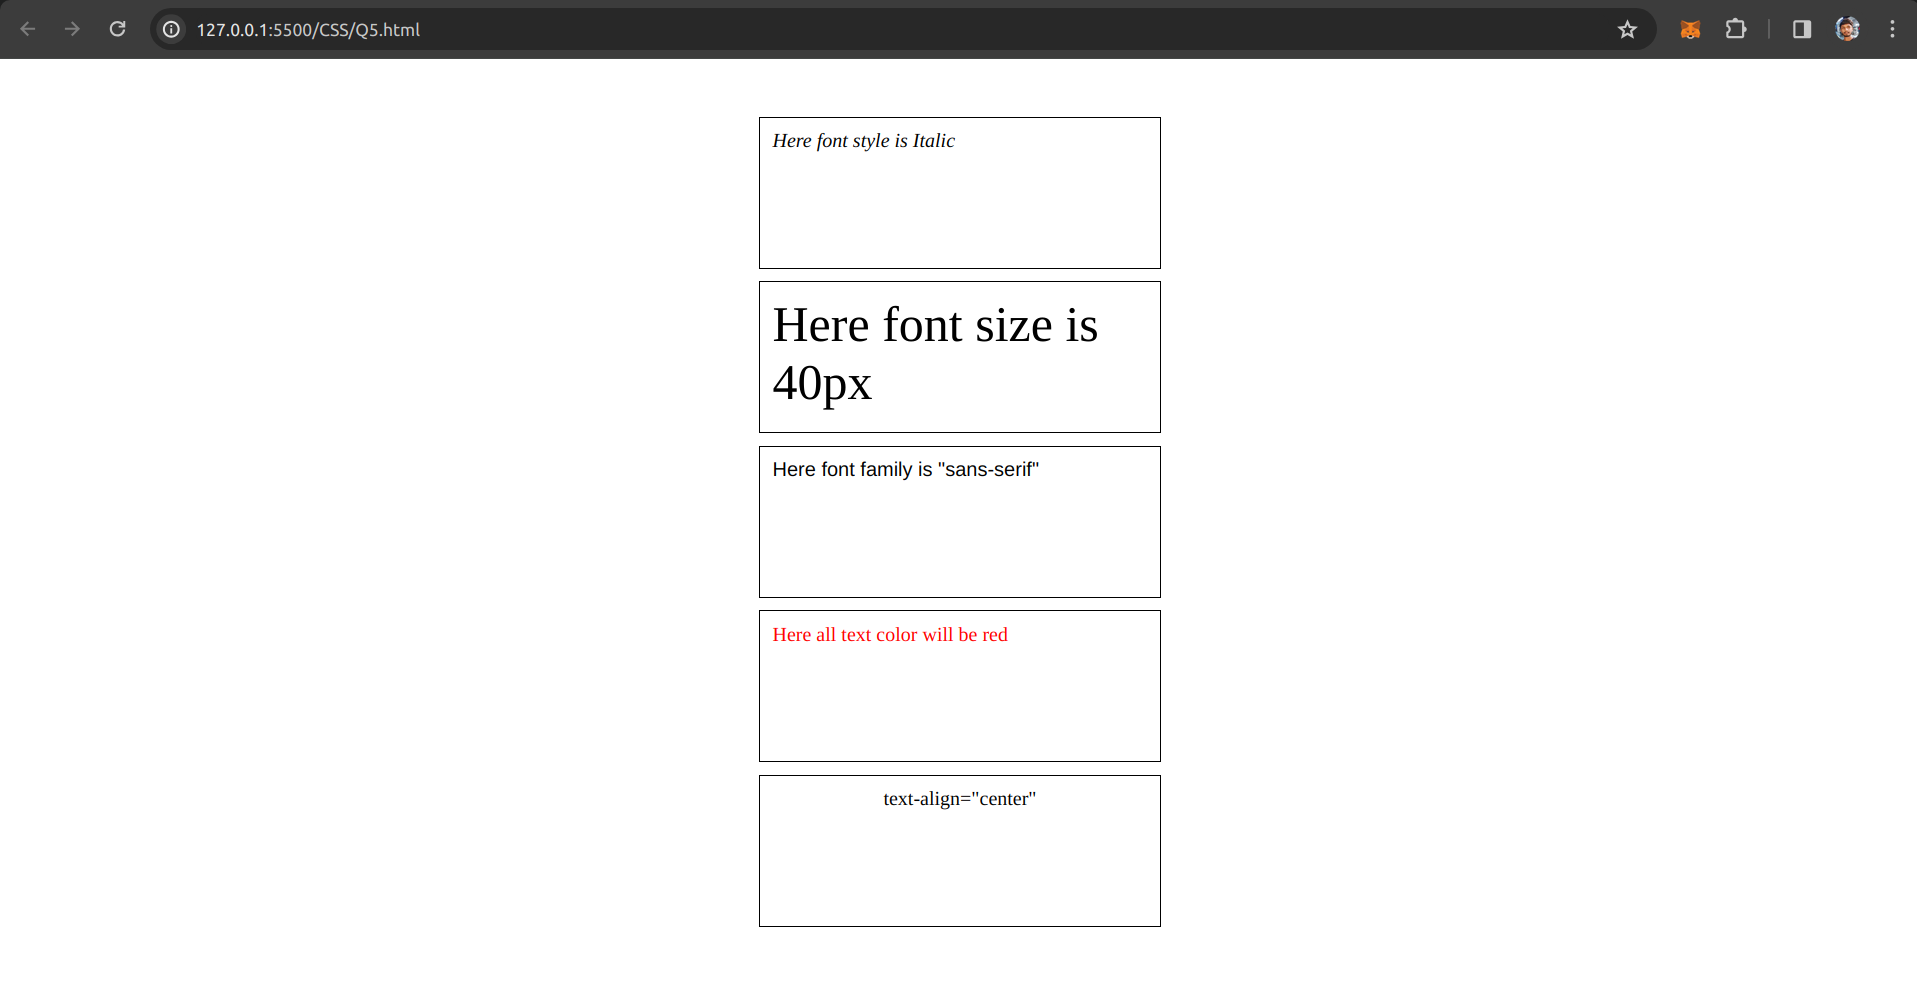 127.0.0.1:5500/CSS/Q5.html
Here font style is Italic
Here font size is
40px
Here font family is "sans-serif"
Here all text color will be red
text-align="center"